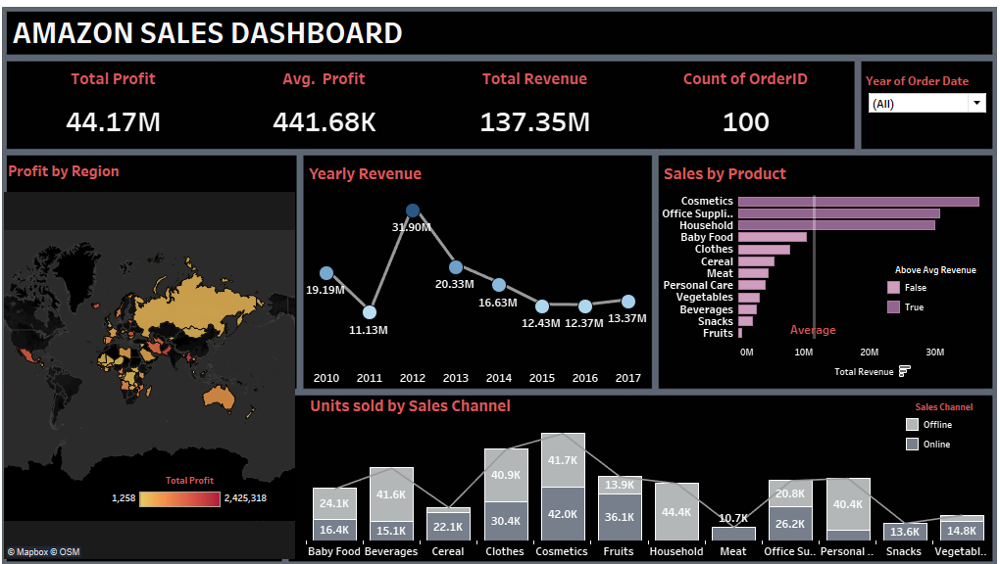 AMAZON SALES DASHBOARD
Total Profit
Avg. Profit
Total Revenue
Count of OrderID
44.17M
441.68K
137.35M
100
Year of Order Date
(All)
Profit by Region
Total Profit
1,258
2,425,318
© Mapbox © OSM
Yearly Revenue
19.19M
11.13M
31.90M
20.33M
16.63M
12.43M
12.37M
13.37M
2010
2011
2012
2013
2014
2015
2016
2017
Sales by Product
Cosmetics
Office Suppli..
Household
Baby Food
Clothes
Cereal
Meat
Personal Care
Vegetables
Beverages
Snacks
Fruits
Average
0M
10M
20M
30M
Total Revenue
Above Avg Revenue
False
True
Units sold by Sales Channel
Sales Channel
Offline
Online
24.1K
16.4K
41.6K
15.1K
22.1K
40.9K
30.4K
41.7K
42.0K
13.9K
36.1K
44.4K
10.7K
20.8K
26.2K
40.4K
13.6K
14.8K
Baby Food
Beverages
Cereal
Clothes
Cosmetics
Fruits
Household
Meat
Office Su..
Personal ..
Snacks
Vegetabl..